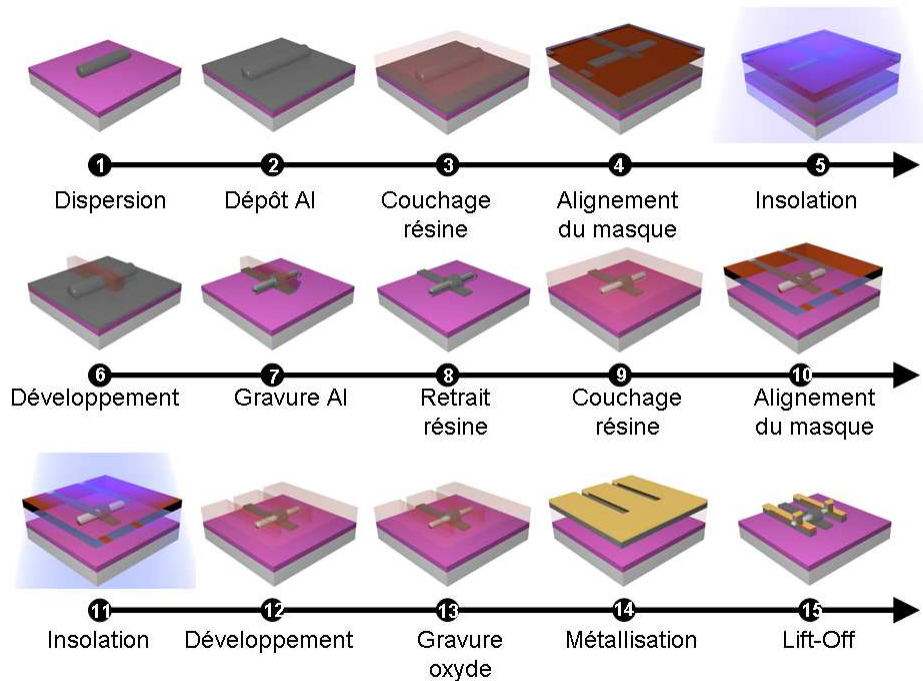 1 2 3 4 5
Dispersion Dépôt Al Couchage résine Alignement du masque Insolation
6 7 8 9 10
Développement Gravure Al Retrait résine Couchage résine Alignement du masque
11 12 13 14 15
Insolation Développement Gravure oxyde Métallisation Lift-Off